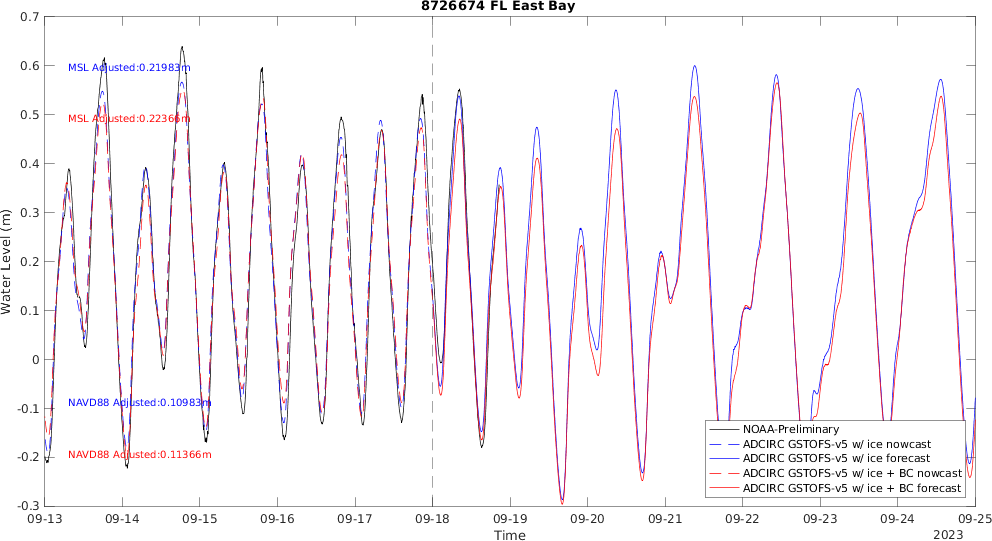 8726674 FL East Bay
Water Level (m)
0.7
0.6
0.5
0.4
0.3
0.2
0.1
0
-0.1
-0.2
-0.3
MSL Adjusted:0.21983m
MSL Adjusted:0.22366m
NAVD88 Adjusted:0.10983m
NAVD88 Adjusted:0.11366m
NOAA-Preliminary
ADCIRC GSTOFS-v5 w/ ice nowcast
ADCIRC GSTOFS-v5 w/ ice forecast
ADCIRC GSTOFS-v5 w/ ice + BC nowcast
ADCIRC GSTOFS-v5 w/ ice + BC forecast
09-13 09-14 09-15 09-16 09-17 09-18 09-19 09-20 09-21 09-22 09-23 09-24 09-25
Time
2023